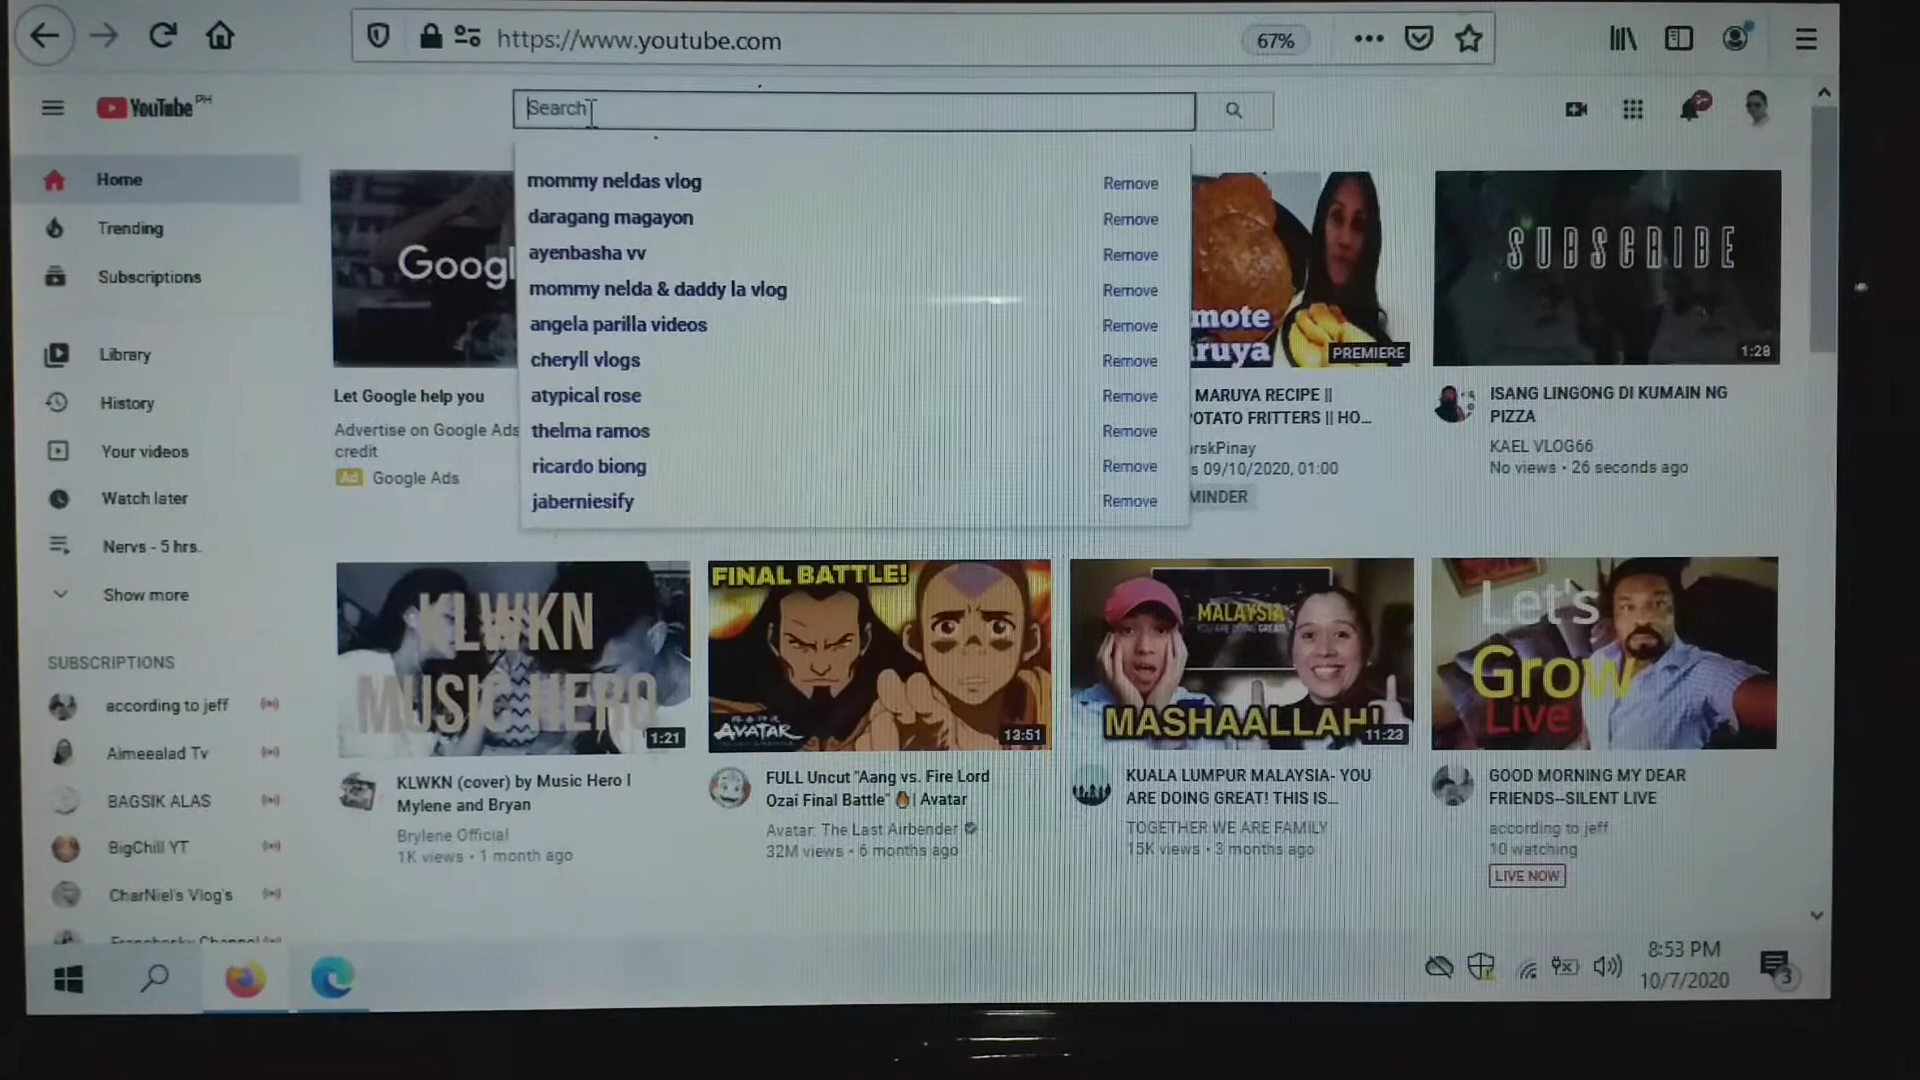 https://www.youtube.com
67%
YouTube PH
Search
Home
Trending
Subscriptions
Library
History
Your videos
Watch later
Nervs - 5 hrs.
Show more
SUBSCRIPTIONS
according to jeff
Aimeealad Tv
BAGSIK ALAS
BigChill YT
CharNiel's Vlog's
mommy neldas vlog Remove
daragang magayon Remove
ayenbasha vv Remove
mommy nelda & daddy la vlog Remove
angela parilla videos Remove
cheryll vlogs Remove
atypical rose Remove
thelma ramos Remove
ricardo biong Remove
jaberniesify Remove
Googl
Let Google help you
Advertise on Google Ads
credit
Ad Google Ads
mote
ruya
PREMIERE
MARUYA RECIPE ||
OTATO FRITTERS || HO...
rskPinay
s 09/10/2020, 01:00
MINDER
SUBSCRIBE
1:28
ISANG LINGONG DI KUMAIN NG
PIZZA
KAEL VLOG66
No views • 26 seconds ago
KLWKN
MUSIC HERO
1:21
KLWKN (cover) by Music Hero I
Mylene and Bryan
Brylene Official
1K views • 1 month ago
FINAL BATTLE!
AVATAR
13:51
FULL Uncut "Aang vs. Fire Lord
Ozai Final Battle" 🔥| Avatar
Avatar: The Last Airbender
32M views • 6 months ago
MALAYSIA
YOU ARE DOING GREAT!
MASHAALLAH!
11:23
KUALA LUMPUR MALAYSIA- YOU
ARE DOING GREAT! THIS IS...
TOGETHER WE ARE FAMILY
15K views • 3 months ago
Let's
Grow
Live
GOOD MORNING MY DEAR
FRIENDS--SILENT LIVE
according to jeff
10 watching
LIVE NOW
8:53 PM
10/7/2020
3